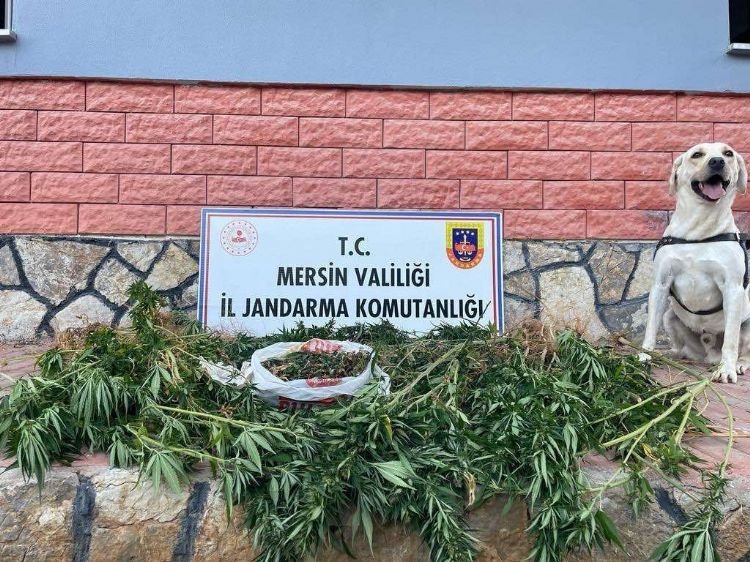 T.C.
MERSİN VALİLİĞİ
İL JANDARMA KOMUTANLIĞI